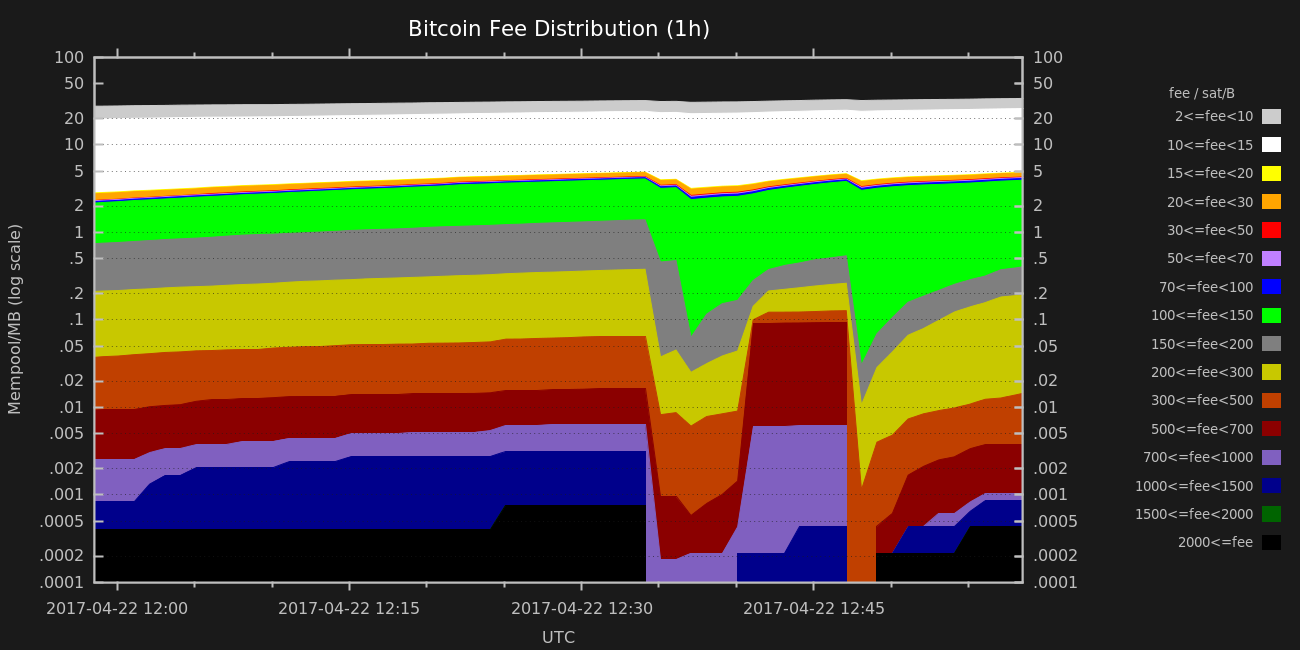 Bitcoin Fee Distribution (1h)
Mempool/MB (log scale)
100 100
50 50
20 20
10 10
5 5
2 2
1 1
.5 .5
.2 .2
.1 .1
.05 .05
.02 .02
.01 .01
.005 .005
.002 .002
.001 .001
.0005 .0005
.0002 .0002
.0001 .0001
2017-04-22 12:00 2017-04-22 12:15 2017-04-22 12:30 2017-04-22 12:45
UTC
fee / sat/B
2<=fee<10
10<=fee<15
15<=fee<20
20<=fee<30
30<=fee<50
50<=fee<70
70<=fee<100
100<=fee<150
150<=fee<200
200<=fee<300
300<=fee<500
500<=fee<700
700<=fee<1000
1000<=fee<1500
1500<=fee<2000
2000<=fee